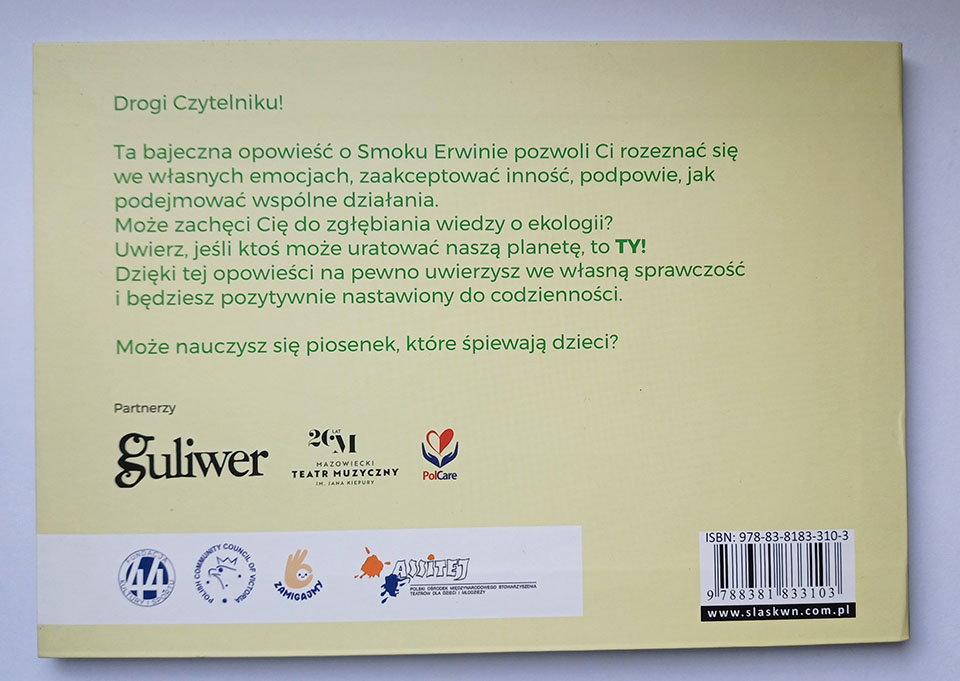 Drogi Czytelniku!
Ta bajeczna opowieść o Smoku Erwinie pozwoli Ci rozeznać się
we własnych emocjach, zaakceptować inność, podpowie, jak
podejmować wspólne działania.
Może zachęci Cię do zgłębiania wiedzy o ekologii?
Uwierz, jeśli ktoś może uratować naszą planetę, to TY!
Dzięki tej opowieści na pewno uwierzysz we własną sprawczość
i będziesz pozytywnie nastawiony do codzienności.
Może nauczysz się piosenek, które śpiewają dzieci?
Partnerzy
guliwer
LAT
MAZOWIECKI
TEATR MUZYCZNY
IM. JANA KIEPURY
PolCare
FUNDACJA
KULTURY I SPORTU
POLISH COMMUNITY COUNCIL OF VICTORIA
ZAMIGAJMY
ASSITEJ
POLSKI OŚRODEK MIĘDZYNARODOWEGO STOWARZYSZENIA
TEATRÓW DLA DZIECI I MŁODZIEŻY
ISBN: 978-83-8183-310-3
9 788381 833103
www.slaskwn.com.pl